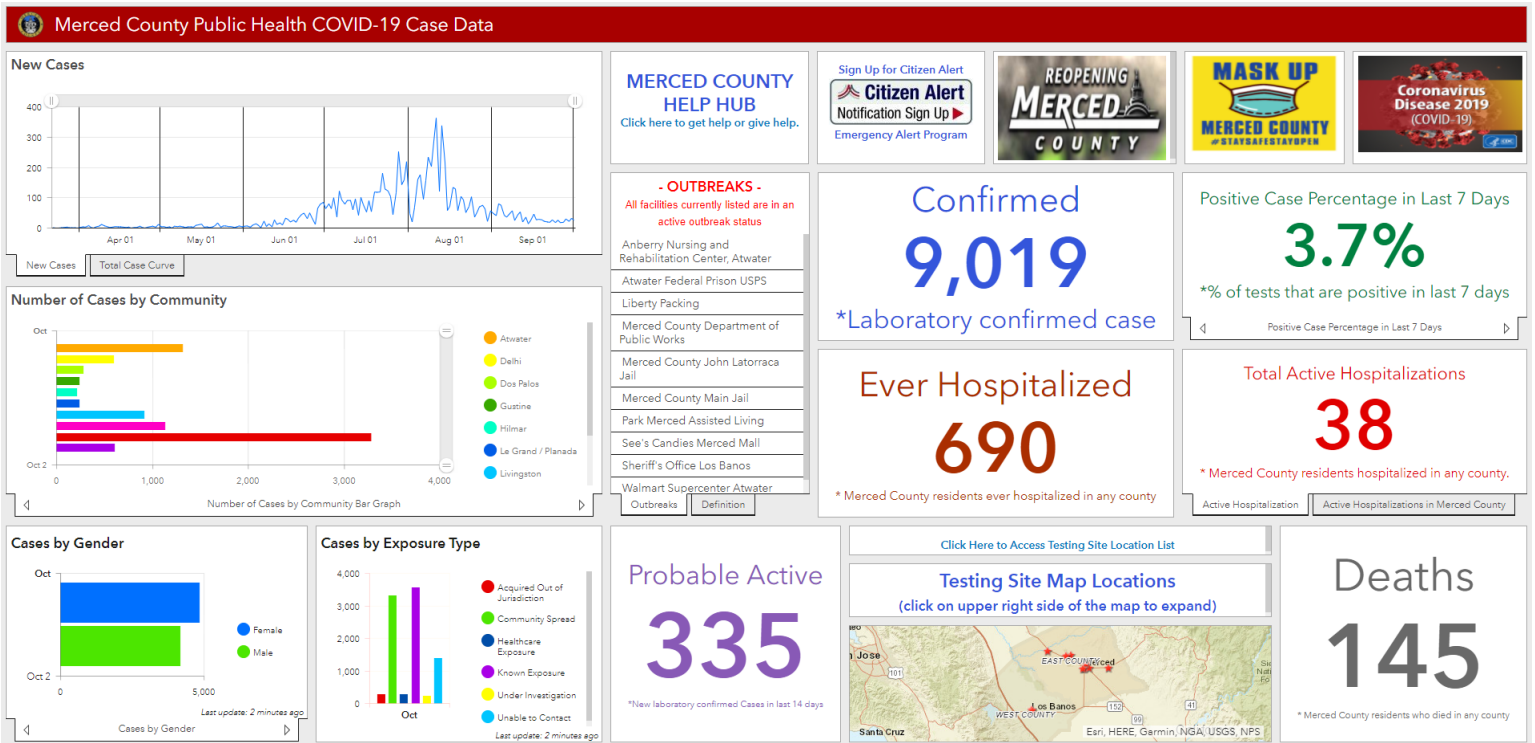 Merced County Public Health COVID-19 Case Data
New Cases
400
300
200
100
0
Apr 01
May 01
Jun 01
Jul 01
Aug 01
Sep 01
New Cases
Total Case Curve
MERCED COUNTY
HELP HUB
Click here to get help or give help.
Sign Up for Citizen Alert
Citizen Alert
Notification Sign Up
Emergency Alert Program
REOPENING
MERCED
COUNTY
MASK UP
MERCED COUNTY
#STAYSAFESTAYOPEN
Coronavirus
Disease 2019
(COVID-19)
CDC
Number of Cases by Community
Oct
Oct 2
0
1,000
2,000
3,000
4,000
Atwater
Delhi
Dos Palos
Gustine
Hilmar
Le Grand / Planada
Livingston
Number of Cases by Community Bar Graph
- OUTBREAKS -
All facilities currently listed are in an
active outbreak status
Anberry Nursing and
Rehabilitation Center, Atwater
Atwater Federal Prison USPS
Liberty Packing
Merced County Department of
Public Works
Merced County John Latorraca
Jail
Merced County Main Jail
Park Merced Assisted Living
See's Candies Merced Mall
Sheriff's Office Los Banos
Walmart Supercenter Atwater
Outbreaks
Definition
Confirmed
9,019
*Laboratory confirmed case
Positive Case Percentage in Last 7 Days
3.7%
*% of tests that are positive in last 7 days
Positive Case Percentage in Last 7 Days
Ever Hospitalized
690
* Merced County residents ever hospitalized in any county
Total Active Hospitalizations
38
* Merced County residents hospitalized in any county.
Active Hospitalization
Active Hospitalizations in Merced County
Cases by Gender
Oct
Oct 2
0
5,000
Female
Male
Last update: 2 minutes ago
Cases by Gender
Cases by Exposure Type
4,000
3,000
2,000
1,000
0
Oct
Acquired Out of
Jurisdiction
Community Spread
Healthcare
Exposure
Known Exposure
Under Investigation
Unable to Contact
Last update: 2 minutes ago
Probable Active
335
*New laboratory confirmed Cases in last 14 days
Click Here to Access Testing Site Location List
Testing Site Map Locations
(click on upper right side of the map to expand)
n Jose
101
EAST COUNTY
Los Banos
WEST COUNTY
152
99
41
Santa Cruz
Esri, HERE, Garmin, NGA, USGS, NPS
Deaths
145
* Merced County residents who died in any county